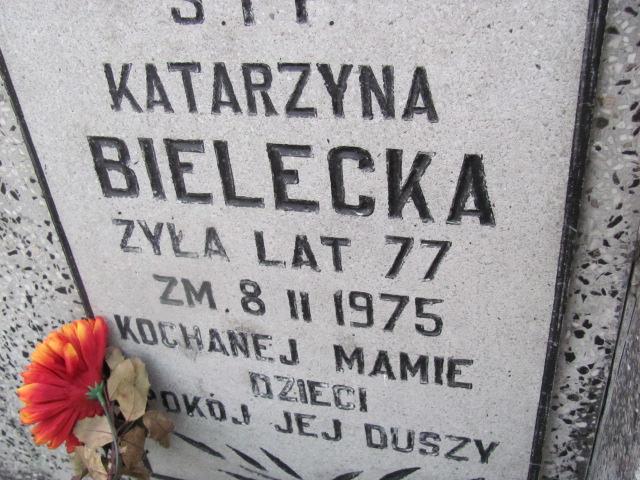 Ś.†P.
KATARZYNA
BIELECKA
ŻYŁA LAT 77
ZM. 8 II 1975
KOCHANEJ MAMIE
DZIECI
POKÓJ JEJ DUSZY